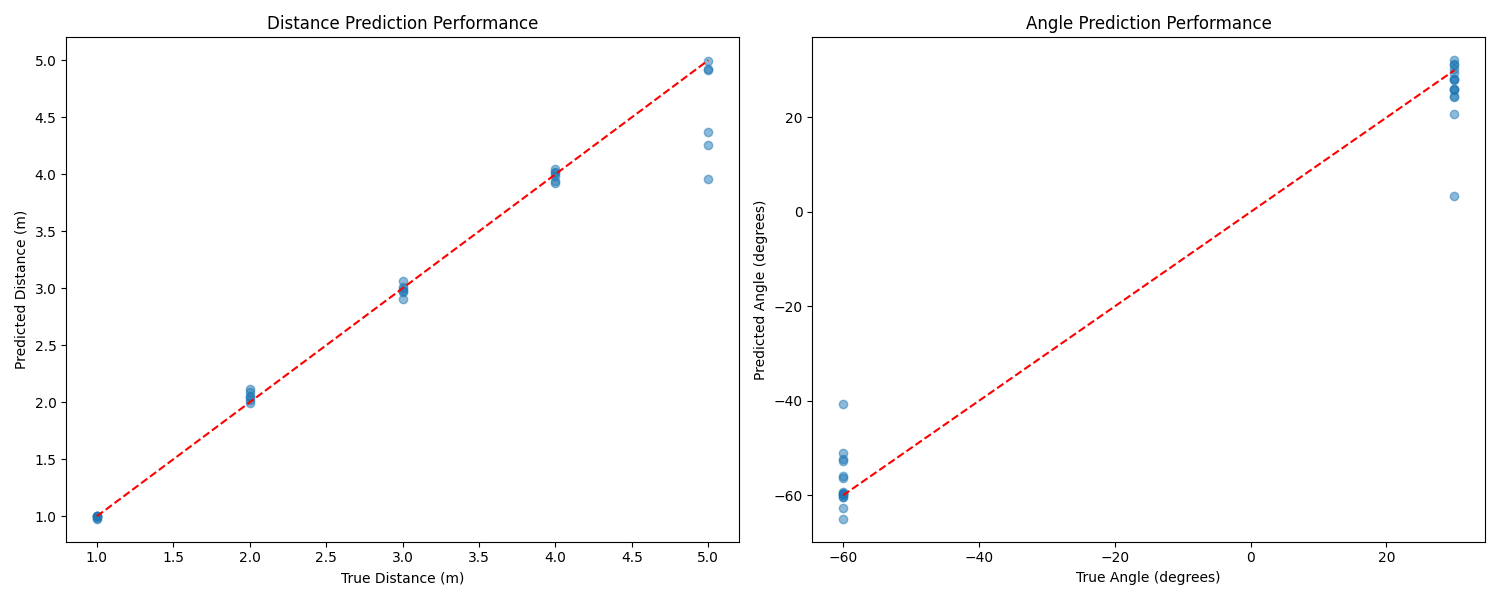 Distance Prediction Performance
5.0
4.5
4.0
3.5
3.0
2.5
2.0
1.5
1.0
Predicted Distance (m)
1.0 1.5 2.0 2.5 3.0 3.5 4.0 4.5 5.0
True Distance (m)
Angle Prediction Performance
20
0
−20
−40
−60
Predicted Angle (degrees)
−60 −40 −20 0 20
True Angle (degrees)